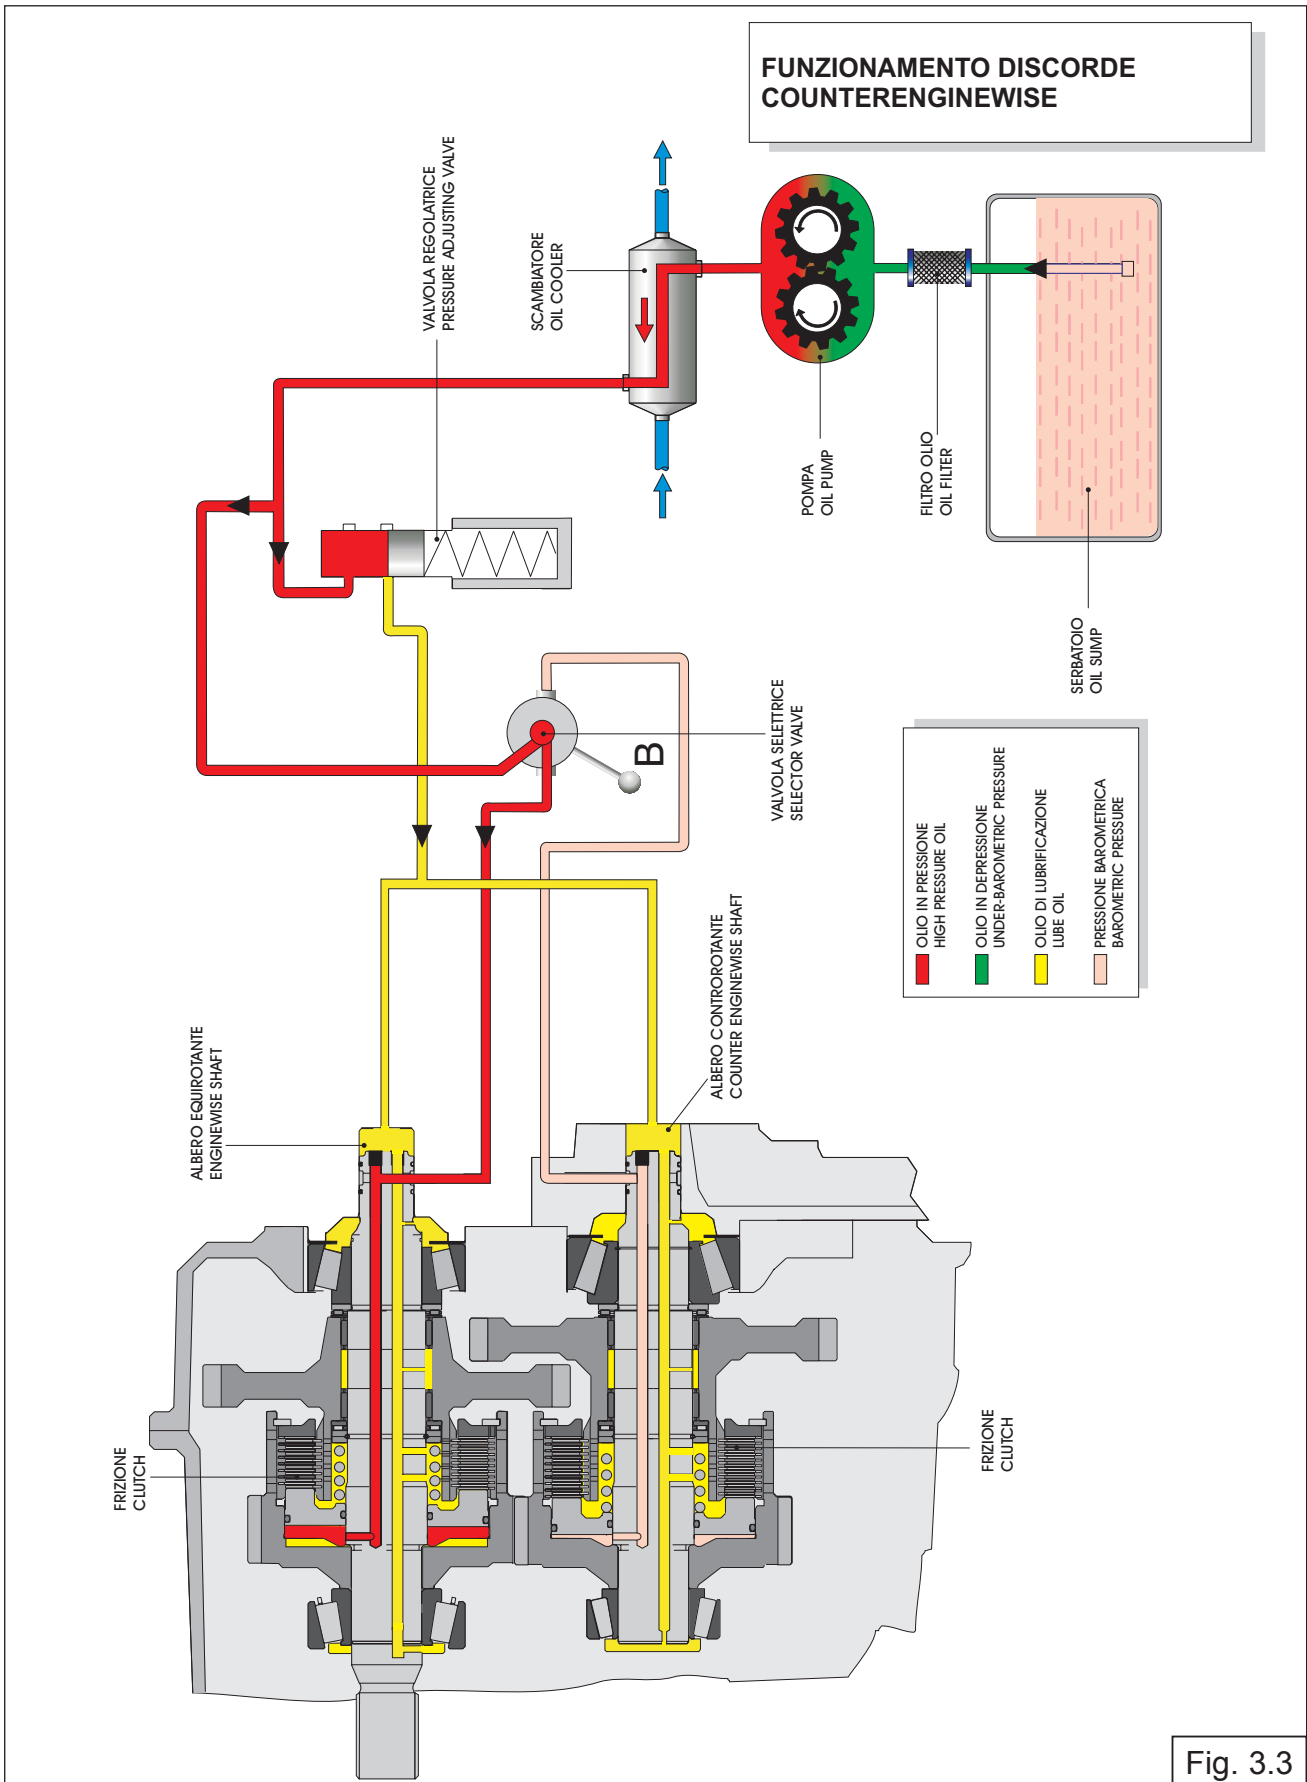 FUNZIONAMENTO DISCORDE
COUNTERENGINEWISE
VALVOLA REGOLATRICE
PRESSURE ADJUSTING VALVE
SCAMBIATORE
OIL COOLER
POMPA
OIL PUMP
FILTRO OLIO
OIL FILTER
SERBATOIO
OIL SUMP
VALVOLA SELETTRICE
SELECTOR VALVE
B
OLIO IN PRESSIONE
HIGH PRESSURE OIL
OLIO IN DEPRESSIONE
UNDER-BAROMETRIC PRESSURE
OLIO DI LUBRIFICAZIONE
LUBE OIL
PRESSIONE BAROMETRICA
BAROMETRIC PRESSURE
ALBERO EQUIROTANTE
ENGINEWISE SHAFT
ALBERO CONTROROTANTE
COUNTER ENGINEWISE SHAFT
FRIZIONE
CLUTCH
FRIZIONE
CLUTCH
Fig. 3.3